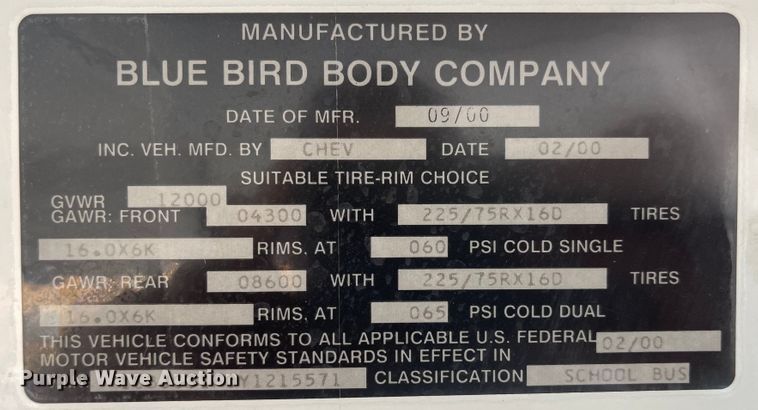 MANUFACTURED BY
BLUE BIRD BODY COMPANY
DATE OF MFR. 09/00
INC. VEH. MFD. BY CHEV DATE 02/00
SUITABLE TIRE-RIM CHOICE
GVWR 12000
GAWR: FRONT 04300 WITH 225/75RX16D TIRES
16.0X6K RIMS, AT 060 PSI COLD SINGLE
GAWR: REAR 08600 WITH 225/75RX16D TIRES
16.0X6K RIMS, AT 065 PSI COLD DUAL
THIS VEHICLE CONFORMS TO ALL APPLICABLE U.S. FEDERAL 02/00
MOTOR VEHICLE SAFETY STANDARDS IN EFFECT IN
Purple Wave Auction Y1215571 CLASSIFICATION SCHOOL BUS